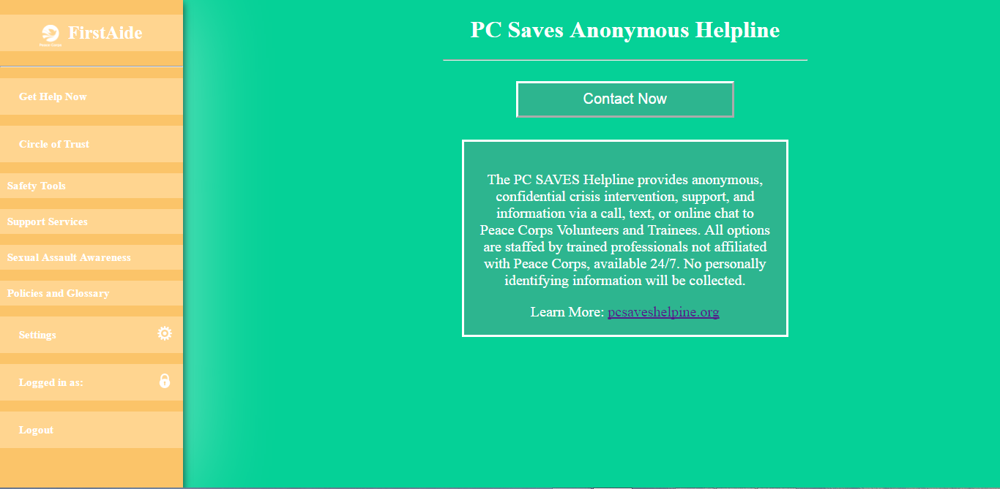 FirstAide
Peace Corps
Get Help Now
Circle of Trust
Safety Tools
Support Services
Sexual Assault Awareness
Policies and Glossary
Settings
Logged in as:
Logout
PC Saves Anonymous Helpline
Contact Now
The PC SAVES Helpline provides anonymous,
confidential crisis intervention, support, and
information via a call, text, or online chat to
Peace Corps Volunteers and Trainees. All options
are staffed by trained professionals not affiliated
with Peace Corps, available 24/7. No personally
identifying information will be collected.
Learn More: pcsaveshelpine.org